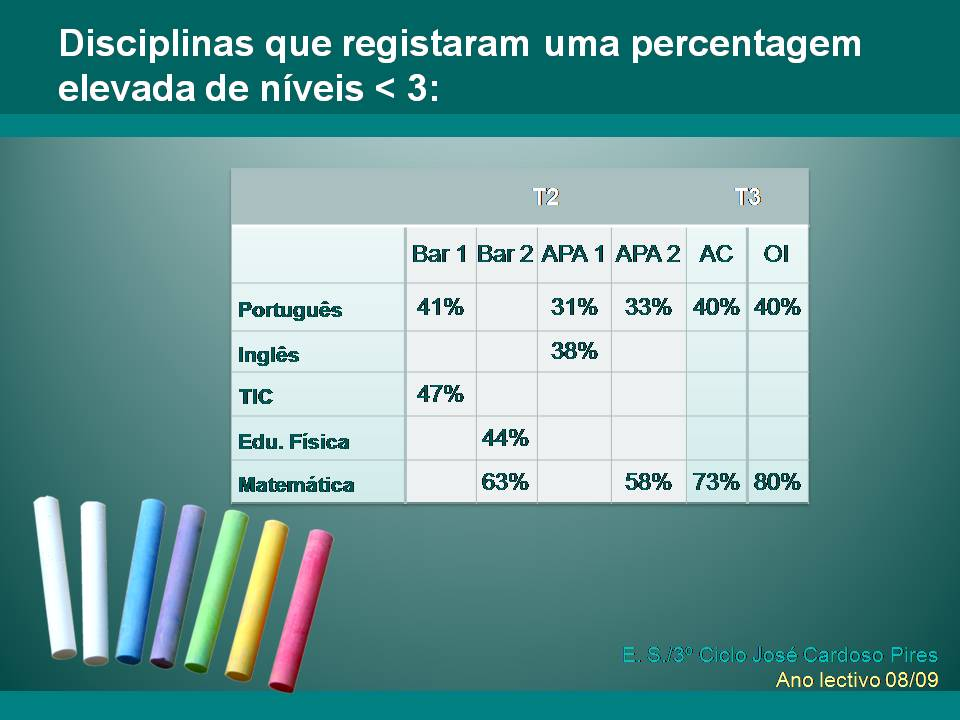 Disciplinas que registaram uma percentagem
elevada de níveis < 3:
T2 T3
Bar 1 Bar 2 APA 1 APA 2 AC OI
Português 41% 31% 33% 40% 40%
Inglês 38%
TIC 47%
Edu. Física 44%
Matemática 63% 58% 73% 80%
E. S./3º Ciclo José Cardoso Pires
Ano lectivo 08/09